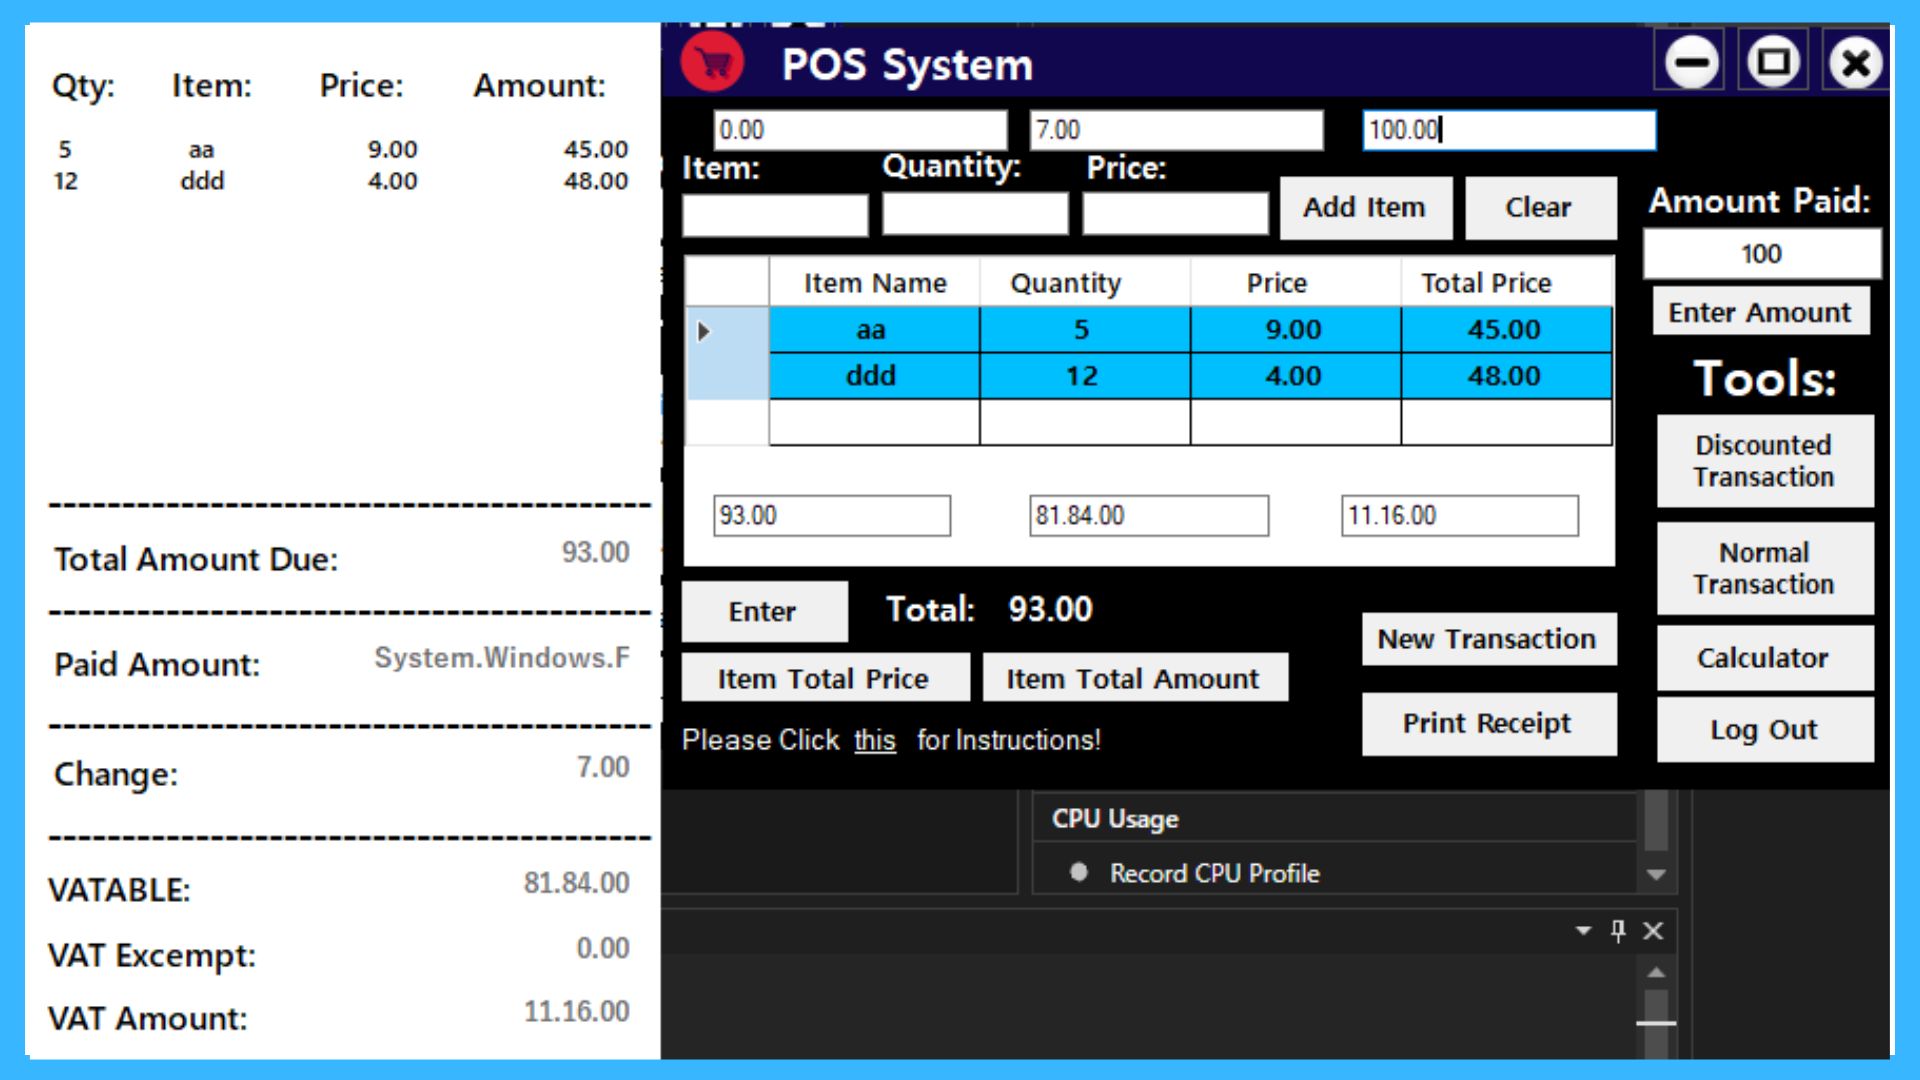 Qty: Item: Price: Amount:
5 aa 9.00 45.00
12 ddd 4.00 48.00
----------------------------------------
Total Amount Due: 93.00
----------------------------------------
Paid Amount: System.Windows.F
----------------------------------------
Change: 7.00
----------------------------------------
VATABLE: 81.84.00
VAT Excempt: 0.00
VAT Amount: 11.16.00
POS System
0.00 7.00 100.00
Item: Quantity: Price:
Add Item Clear
Amount Paid:
100
Enter Amount
Item Name Quantity Price Total Price
aa 5 9.00 45.00
ddd 12 4.00 48.00
93.00 81.84.00 11.16.00
Tools:
Discounted
Transaction
Normal
Transaction
Calculator
Log Out
Enter Total: 93.00
New Transaction
Item Total Price Item Total Amount
Print Receipt
Please Click this for Instructions!
CPU Usage
Record CPU Profile